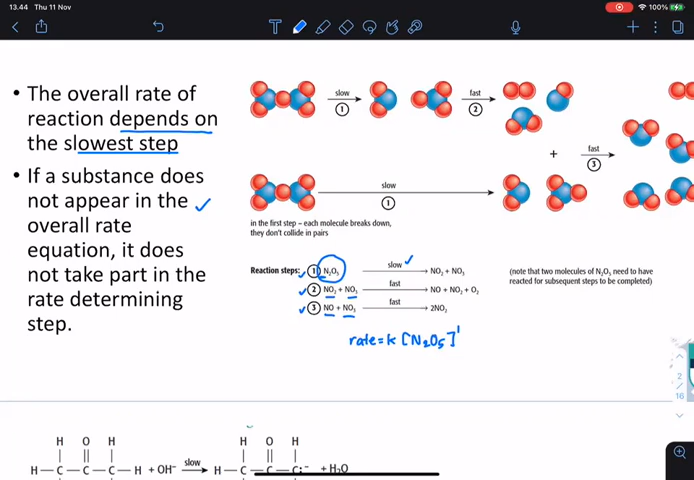 13.44 Thu 11 Nov
100%
• The overall rate of
reaction depends on
the slowest step
• If a substance does
not appear in the
overall rate
equation, it does
not take part in the
rate determining
step.
slow
1
fast
2
+
fast
3
slow
1
in the first step – each molecule breaks down,
they don't collide in pairs
Reaction steps: 1 N₂O₅ slow NO₂ + NO₃
2 NO₂ + NO₃ fast NO + NO₂ + O₂
3 NO + NO₃ fast 2NO₂
(note that two molecules of N₂O₅ need to have
reacted for subsequent steps to be completed)
rate = k [N₂O₅]¹
2
/
16
H O H
H O H
H—C—C—C—H + OH⁻ slow H—C—C—C:⁻ + H₂O